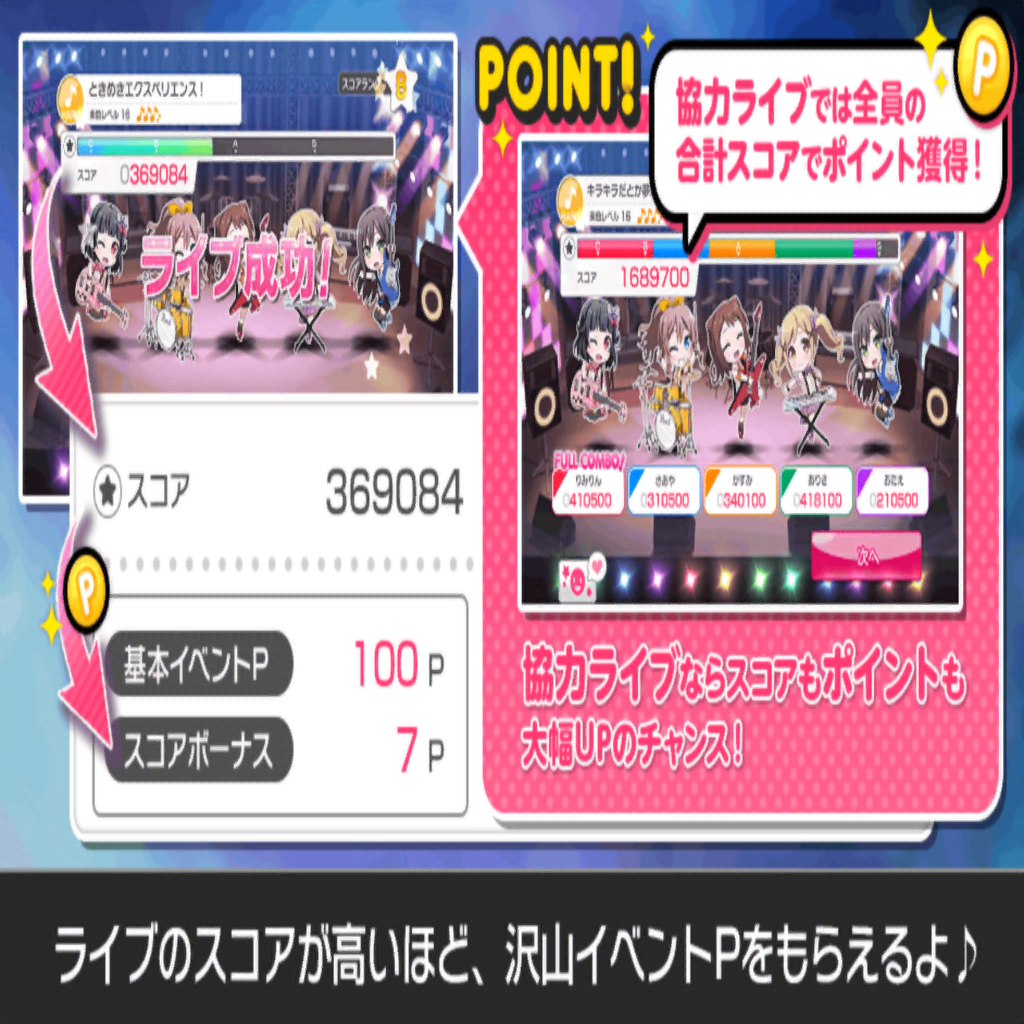 ときめきエクスペリエンス！
楽曲レベル 16
スコアランク
B
C B A S
スコア 0369084
ライブ成功!
スコア 369084
P
基本イベントP 100 P
スコアボーナス 7 P
POINT!
協力ライブでは全員の
合計スコアでポイント獲得!
P
キラキラだとか夢
楽曲レベル 16
C B A S
スコア 1689700
FULL COMBO!
りみりん さあや かすみ ありさ おたえ
0410500 0310500 0340100 0418100 0210500
次へ
協力ライブならスコアもポイントも
大幅UPのチャンス!
ライブのスコアが高いほど、沢山イベントPをもらえるよ♪